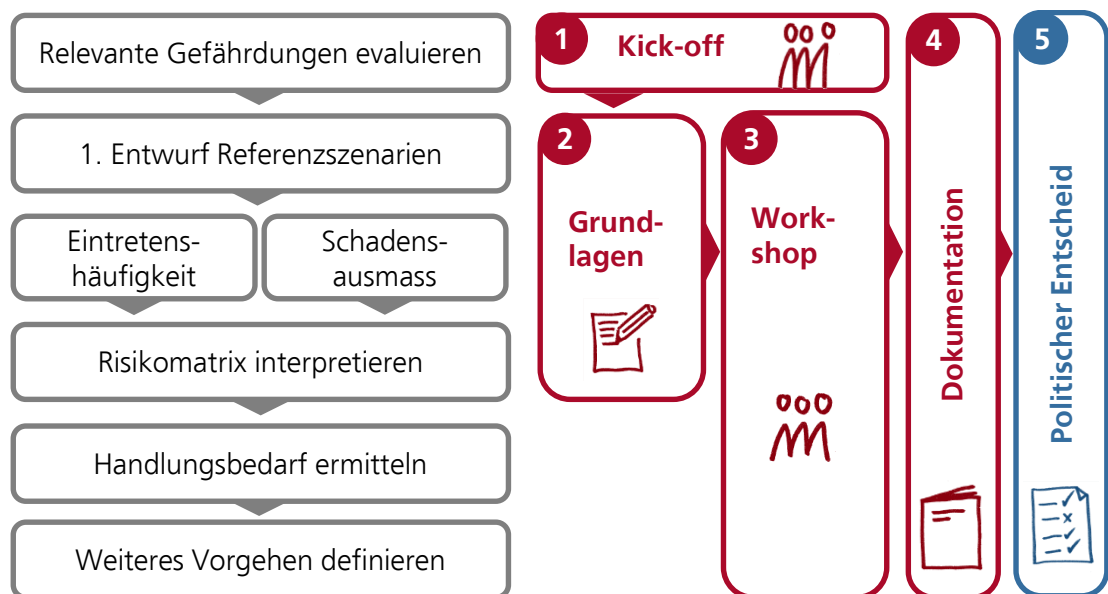 Relevante Gefährdungen evaluieren
1. Entwurf Referenzszenarien
Eintretens-
häufigkeit
Schadens-
ausmass
Risikomatrix interpretieren
Handlungsbedarf ermitteln
Weiteres Vorgehen definieren
1
Kick-off
2
Grund-
lagen
3
Work-
shop
4
Dokumentation
5
Politischer Entscheid